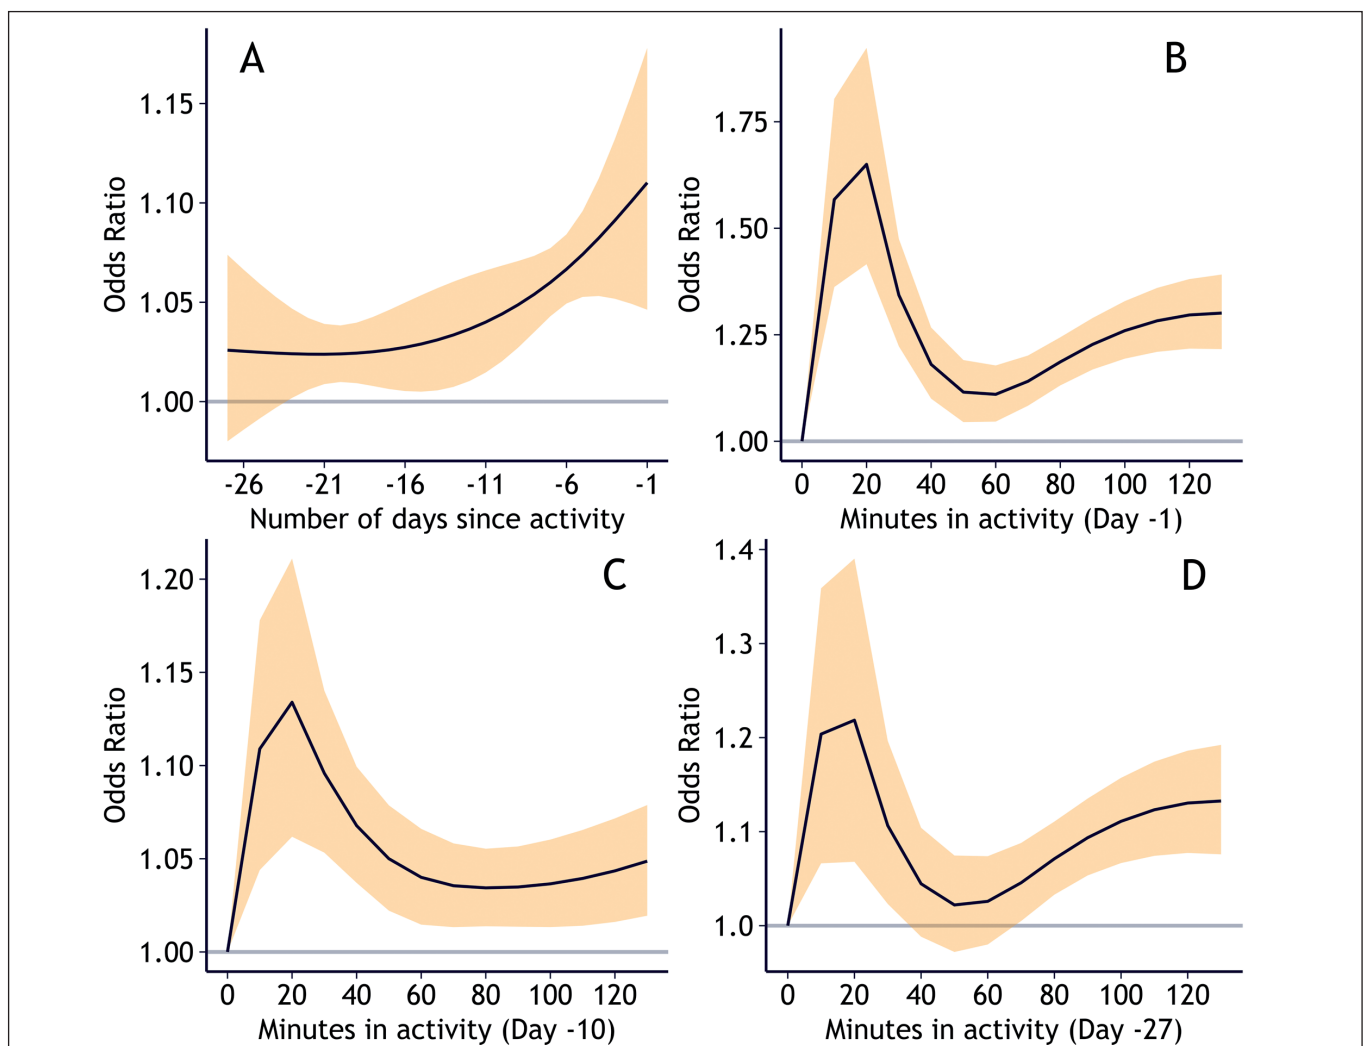 A
Odds Ratio
1.15
1.10
1.05
1.00
-26 -21 -16 -11 -6 -1
Number of days since activity
B
Odds Ratio
1.75
1.50
1.25
1.00
0 20 40 60 80 100 120
Minutes in activity (Day -1)
C
Odds Ratio
1.20
1.15
1.10
1.05
1.00
0 20 40 60 80 100 120
Minutes in activity (Day -10)
D
Odds Ratio
1.4
1.3
1.2
1.1
1.0
0 20 40 60 80 100 120
Minutes in activity (Day -27)